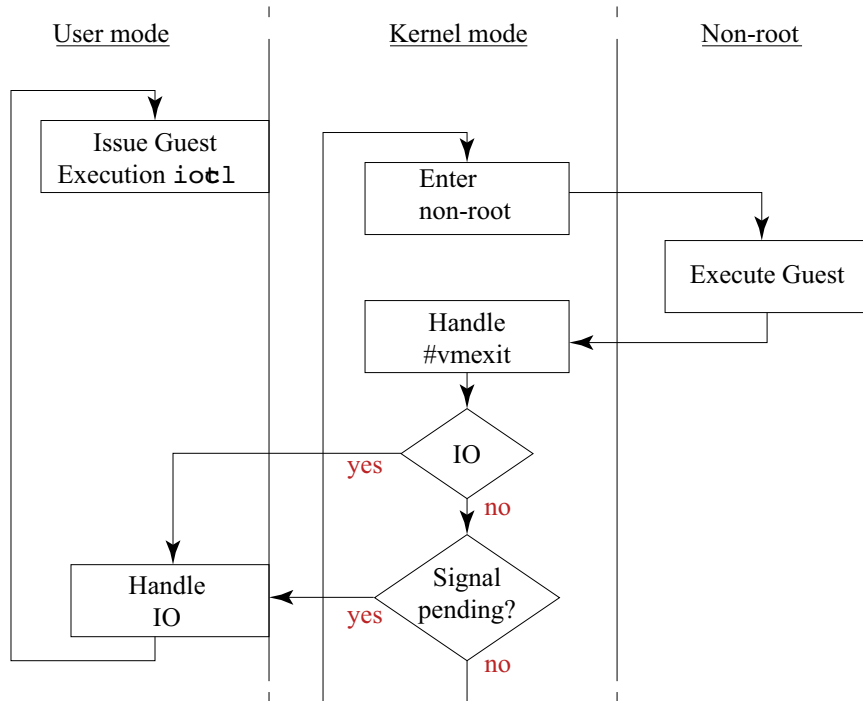 User mode
Kernel mode
Non-root
Issue Guest
Execution ioctl
Enter
non-root
Execute Guest
Handle
#vmexit
IO
yes
no
Handle
IO
Signal
pending?
yes
no